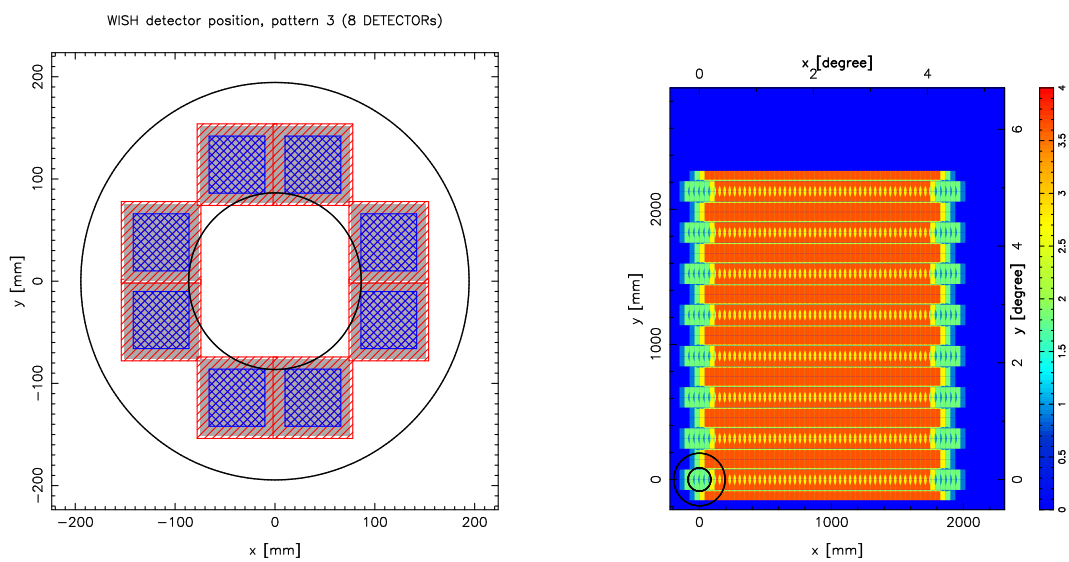 WISH detector position, pattern 3 (8 DETECTORs)
200
100
0
−100
−200
y [mm]
−200 −100 0 100 200
x [mm]
x [degree]
0 2 4
2000
1000
0
y [mm]
6
4
2
0
y [degree]
0 1000 2000
x [mm]
4
3.5
3
2.5
2
1.5
1
0.5
0